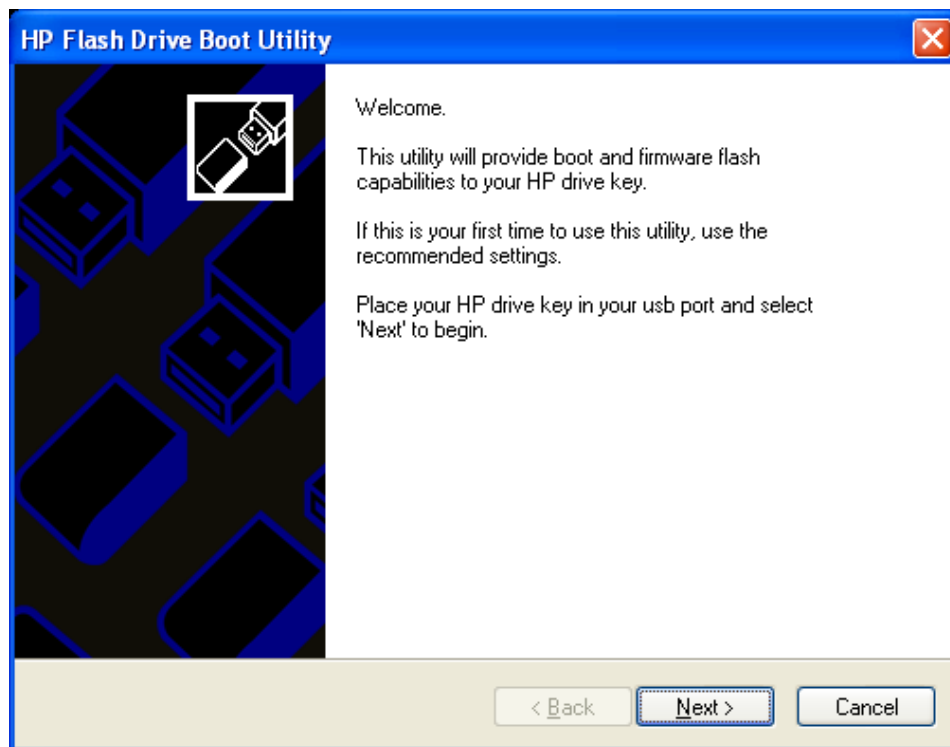 HP Flash Drive Boot Utility
Welcome.
This utility will provide boot and firmware flash
capabilities to your HP drive key.
If this is your first time to use this utility, use the
recommended settings.
Place your HP drive key in your usb port and select
'Next' to begin.
< Back Next > Cancel